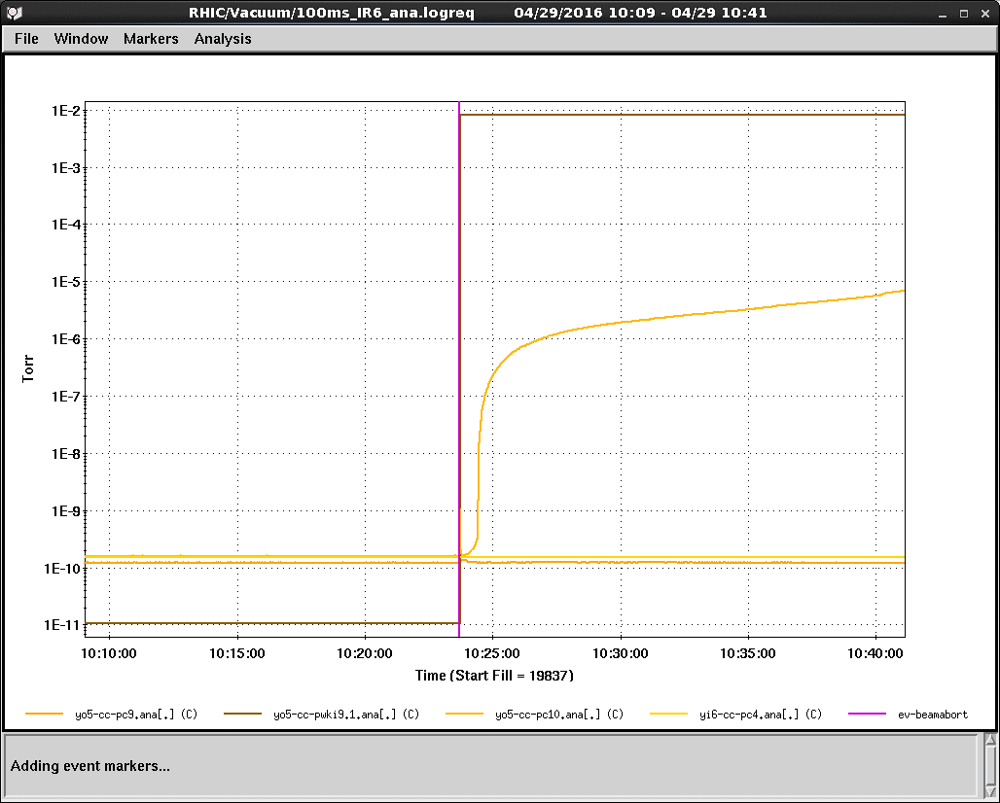 RHIC/Vacuum/100ms_IR6_ana.logreq 04/29/2016 10:09 - 04/29 10:41
File Window Markers Analysis
1E-2
1E-3
1E-4
1E-5
1E-6
Torr
1E-7
1E-8
1E-9
1E-10
1E-11
10:10:00 10:15:00 10:20:00 10:25:00 10:30:00 10:35:00 10:40:00
Time (Start Fill = 19837)
yo5-cc-pc9.ana[.] (C) yo5-cc-pwki9.1.ana[.] (C) yo5-cc-pc10.ana[.] (C) yi6-cc-pc4.ana[.] (C) ev-beamabort
Adding event markers...